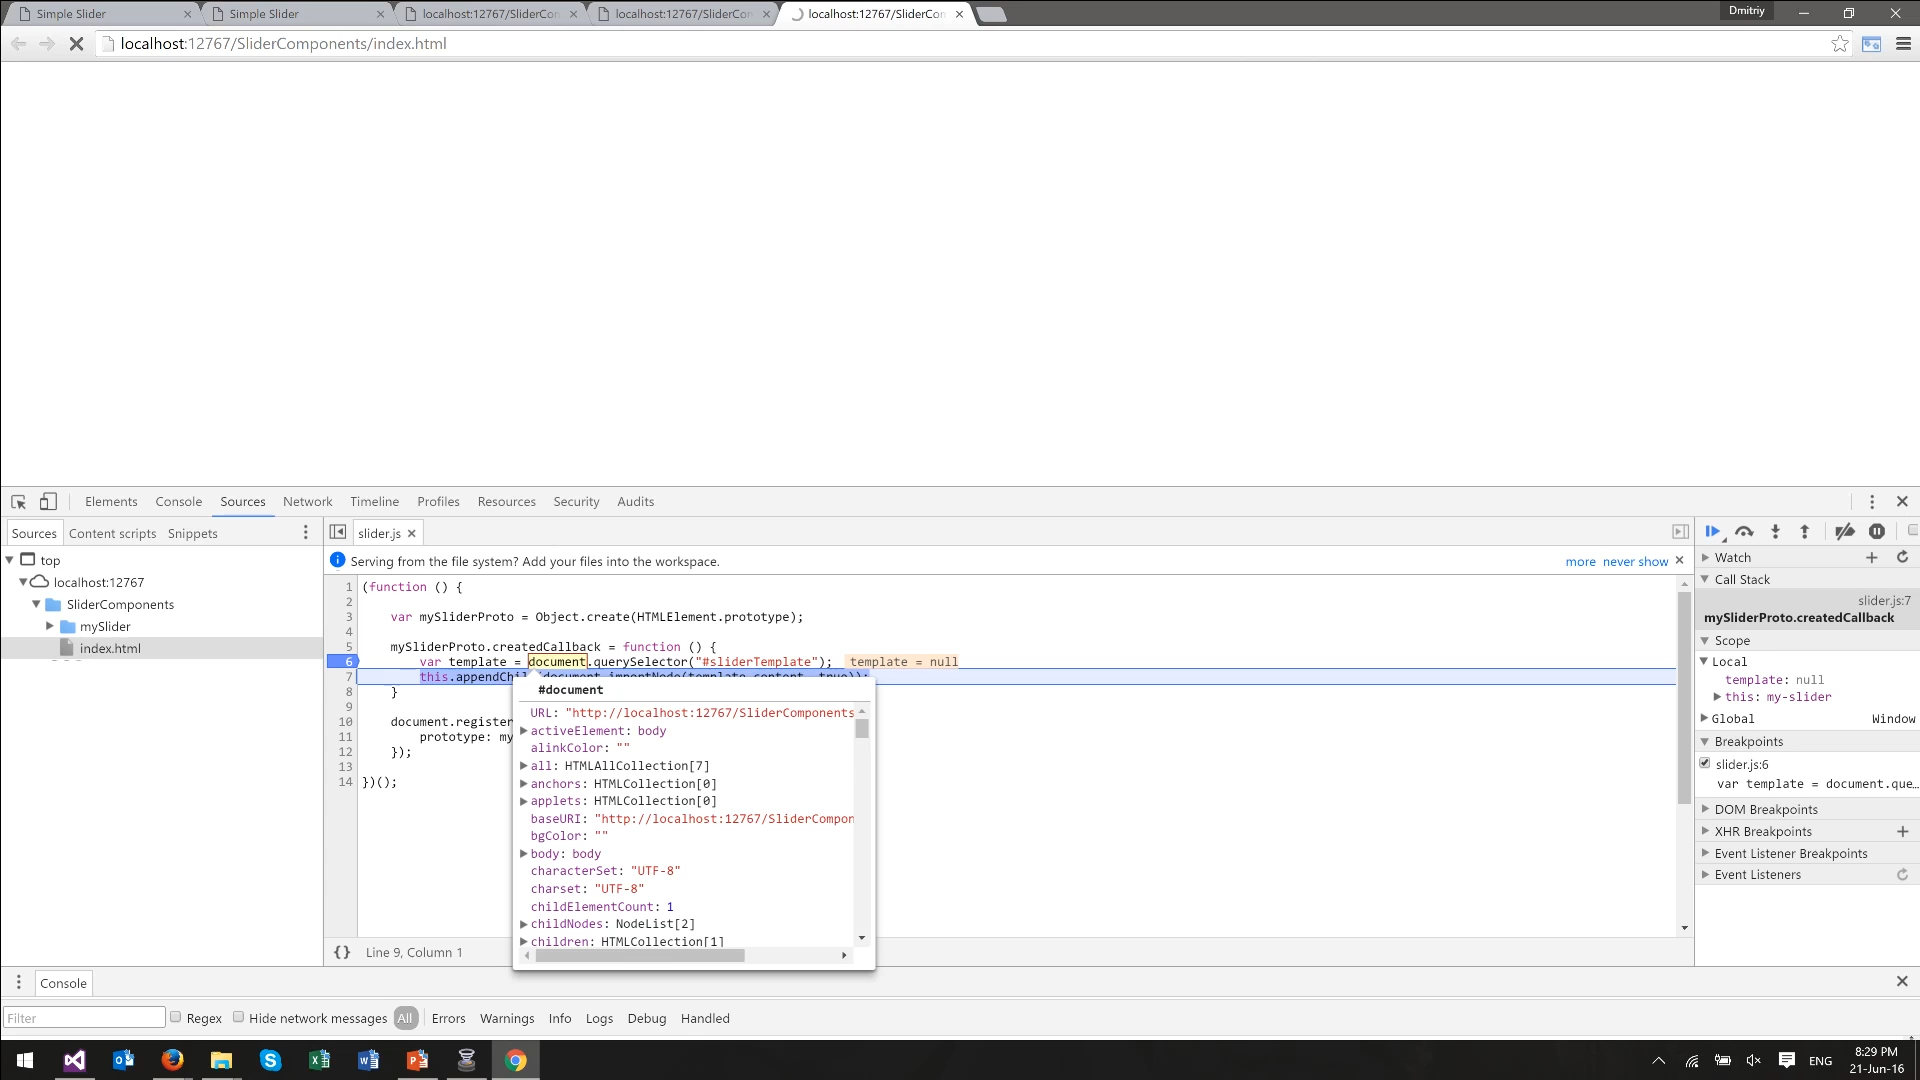 Simple Slider
Simple Slider
localhost:12767/SliderCon
localhost:12767/SliderCon
localhost:12767/SliderCon
Dmitriy
localhost:12767/SliderComponents/index.html
Elements Console Sources Network Timeline Profiles Resources Security Audits
Sources Content scripts Snippets
top
localhost:12767
SliderComponents
mySlider
index.html
slider.js
Serving from the file system? Add your files into the workspace. more never show
1 (function () {
2
3 var mySliderProto = Object.create(HTMLElement.prototype);
4
5 mySliderProto.createdCallback = function () {
6 var template = document.querySelector("#sliderTemplate"); template = null
7 this.appendChild(document.importNode(template.content, true));
8 }
9
10 document.register
11 prototype: my
12 });
13
14 })();
#document
URL: "http://localhost:12767/SliderComponents
activeElement: body
alinkColor: ""
all: HTMLAllCollection[7]
anchors: HTMLCollection[0]
applets: HTMLCollection[0]
baseURI: "http://localhost:12767/SliderCompon
bgColor: ""
body: body
characterSet: "UTF-8"
charset: "UTF-8"
childElementCount: 1
childNodes: NodeList[2]
children: HTMLCollection[1]
{} Line 9, Column 1
Watch
Call Stack
slider.js:7
mySliderProto.createdCallback
Scope
Local
template: null
this: my-slider
Global Window
Breakpoints
slider.js:6
var template = document.que...
DOM Breakpoints
XHR Breakpoints
Event Listener Breakpoints
Event Listeners
Console
Filter Regex Hide network messages All Errors Warnings Info Logs Debug Handled
ENG
8:29 PM
21-Jun-16